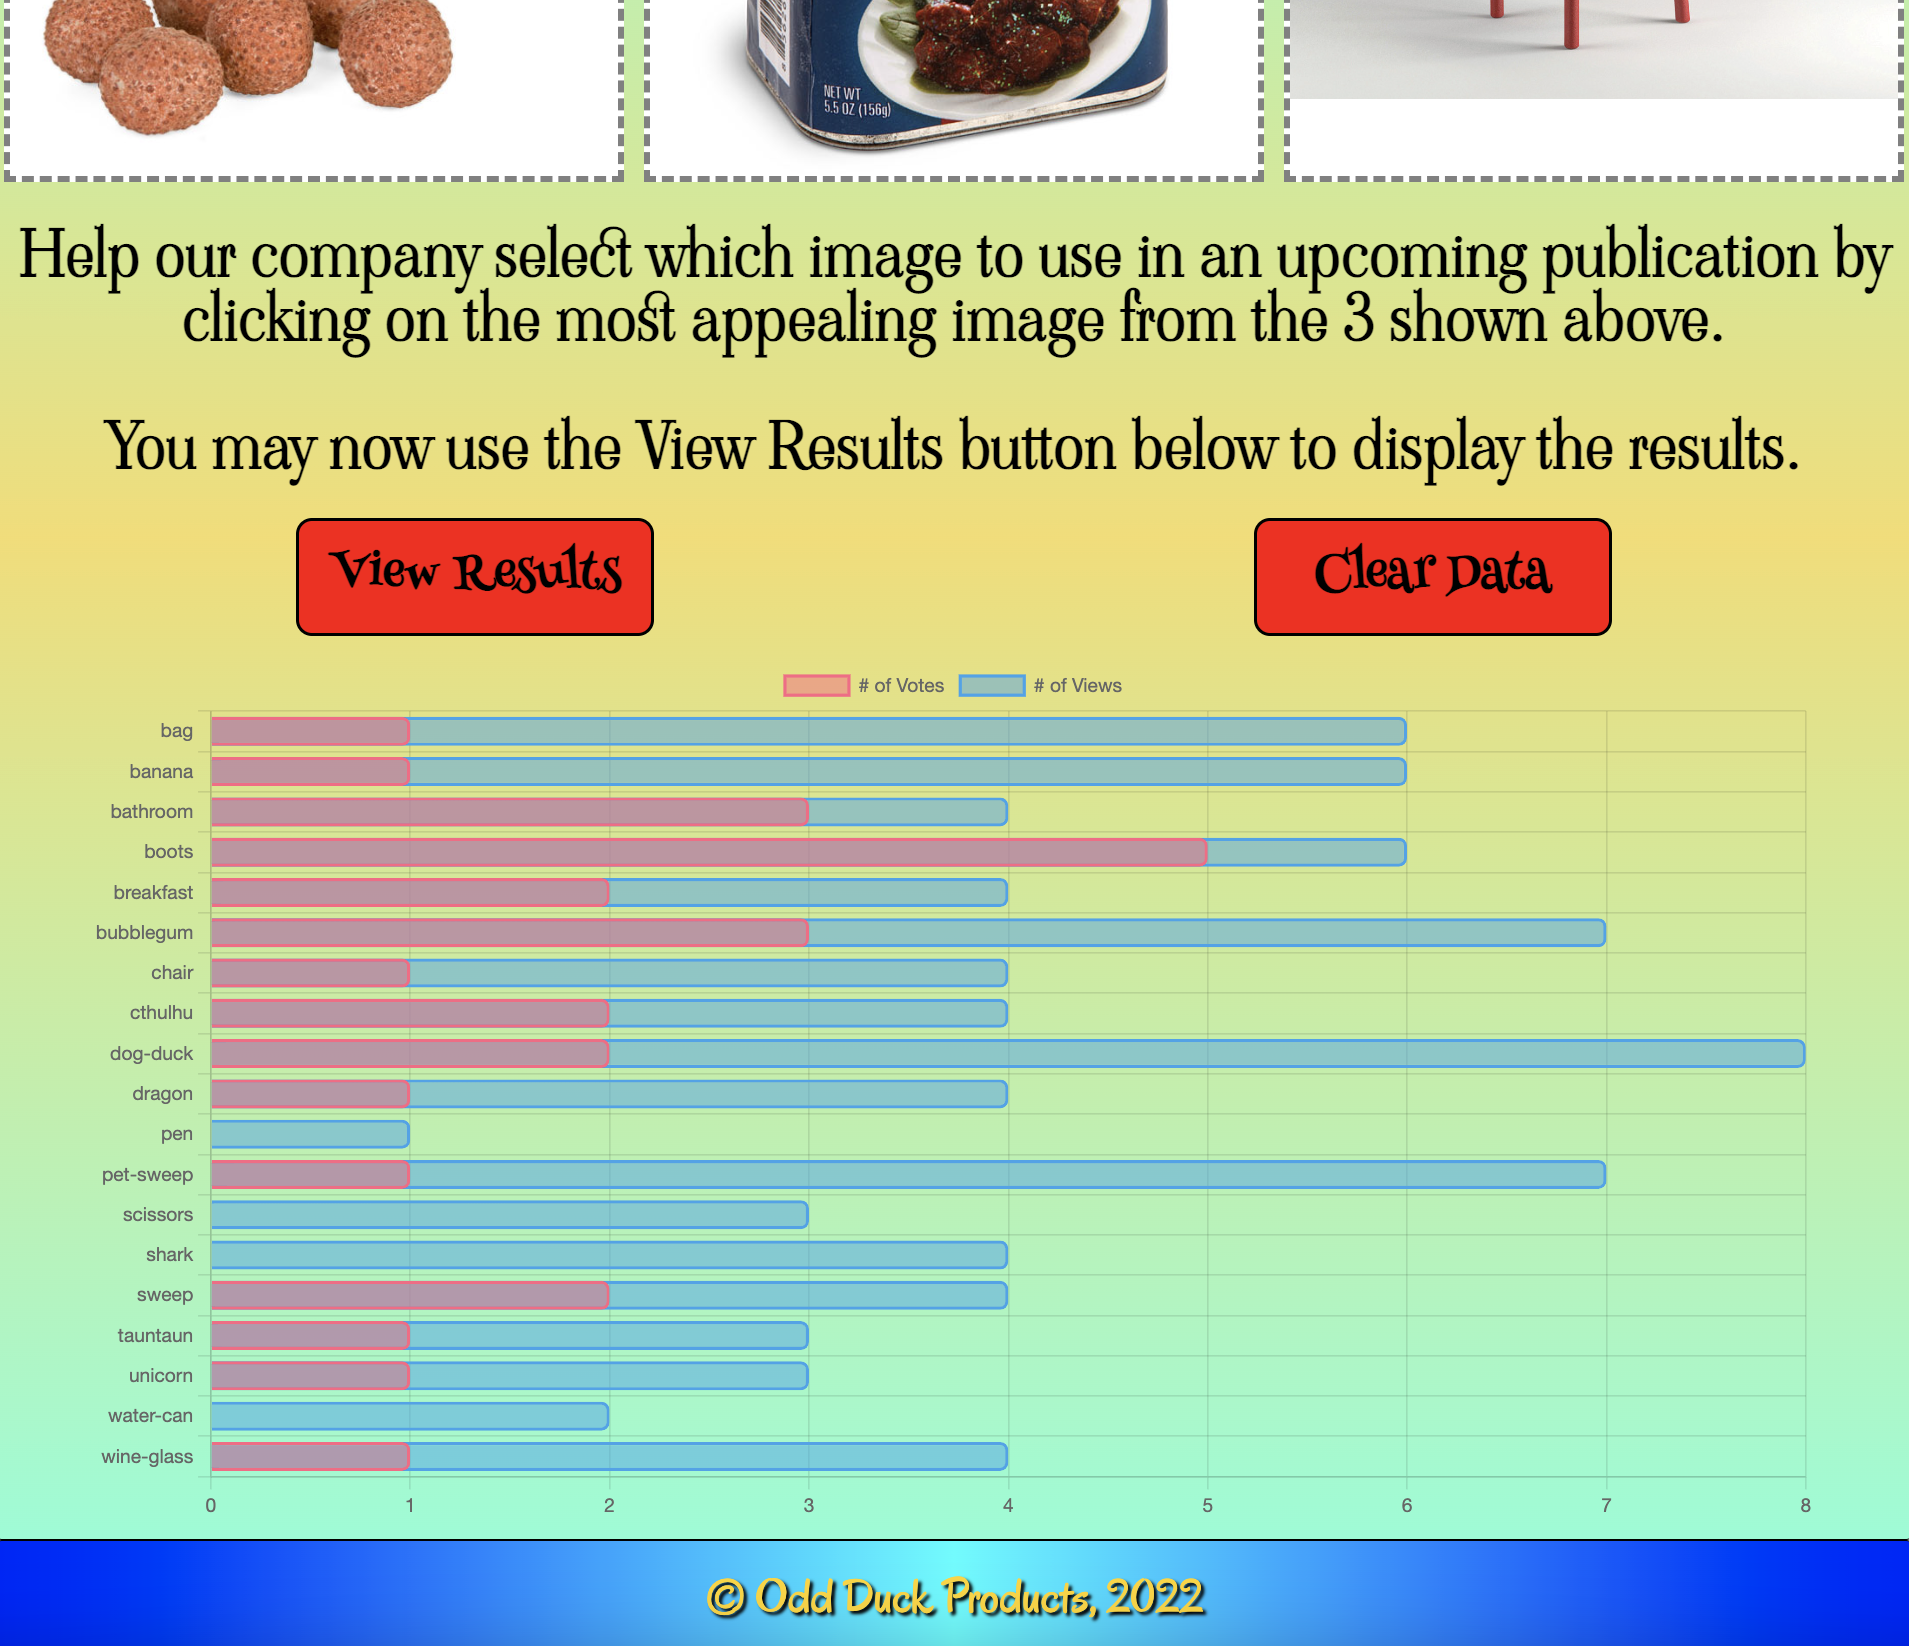 NET WT
5.5 OZ (156g)
Help our company select which image to use in an upcoming publication by
clicking on the most appealing image from the 3 shown above.
You may now use the View Results button below to display the results.
View Results
Clear Data
# of Votes
# of Views
bag
banana
bathroom
boots
breakfast
bubblegum
chair
cthulhu
dog-duck
dragon
pen
pet-sweep
scissors
shark
sweep
tauntaun
unicorn
water-can
wine-glass
0 1 2 3 4 5 6 7 8
© Odd Duck Products, 2022